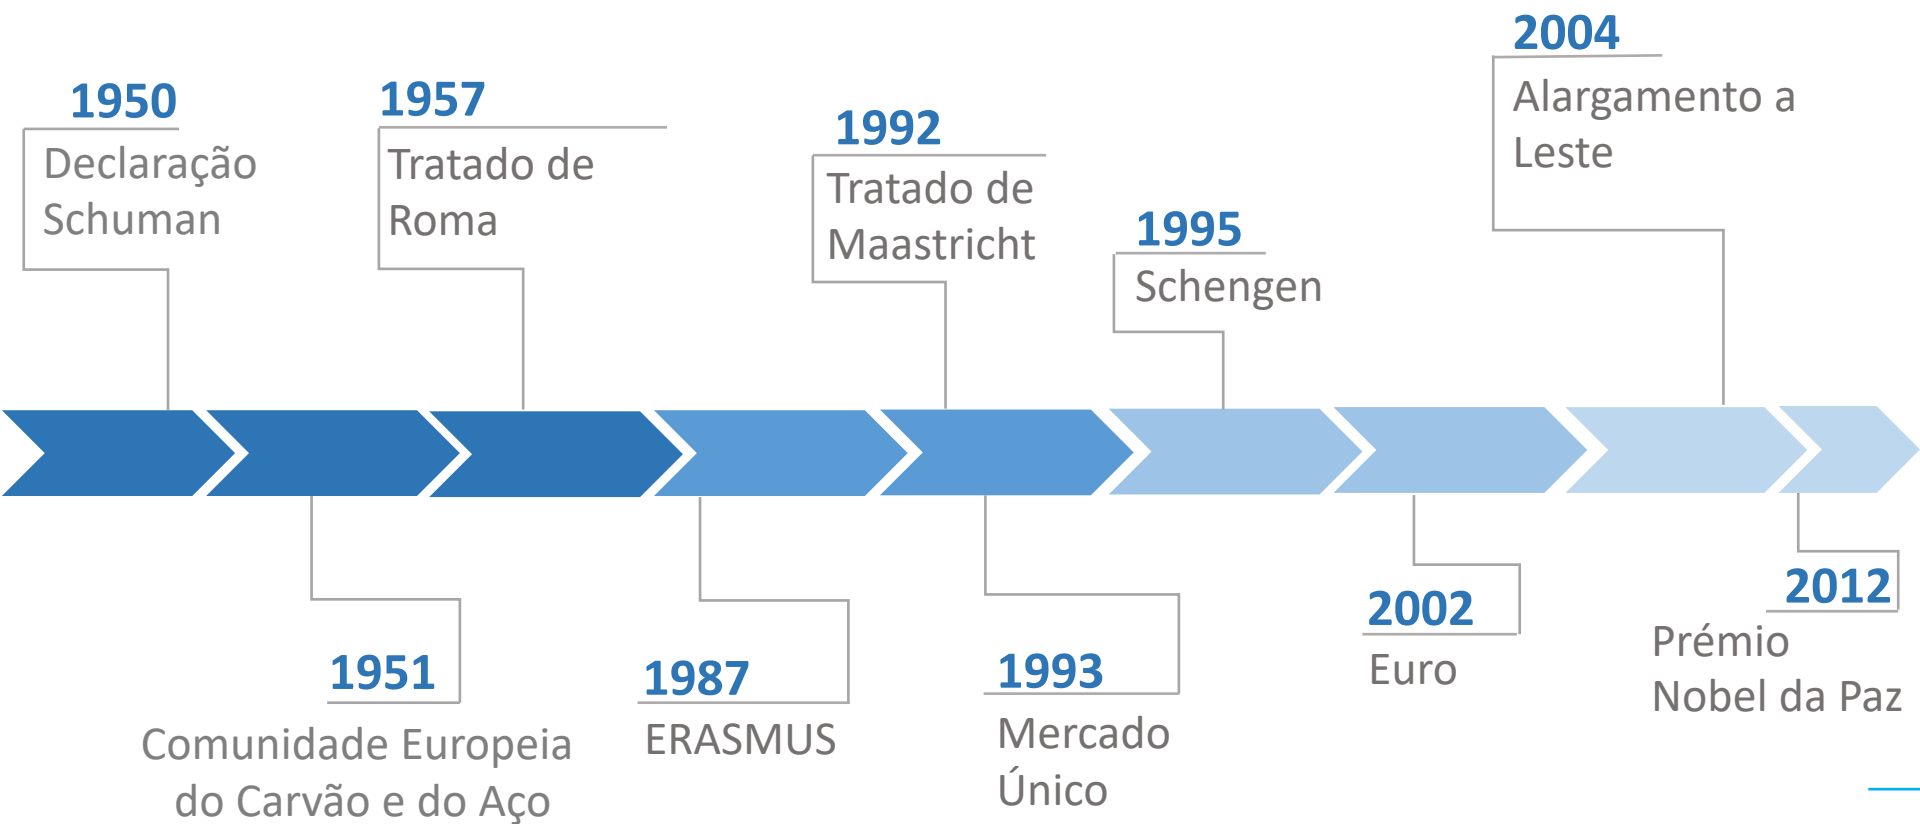 1950
Declaração
Schuman
1951
Comunidade Europeia
do Carvão e do Aço
1957
Tratado de
Roma
1987
ERASMUS
1992
Tratado de
Maastricht
1993
Mercado
Único
1995
Schengen
2002
Euro
2004
Alargamento a
Leste
2012
Prémio
Nobel da Paz